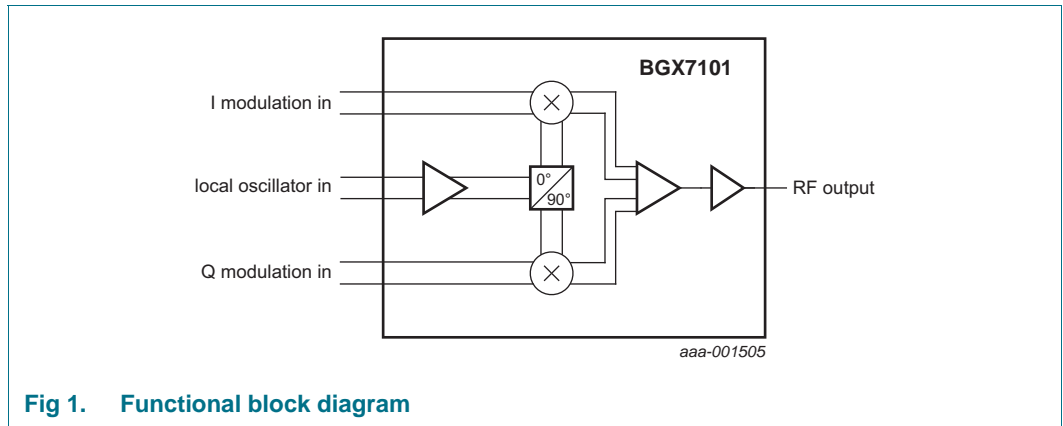 BGX7101
I modulation in
local oscillator in
0°
90°
RF output
Q modulation in
aaa-001505
Fig 1. Functional block diagram